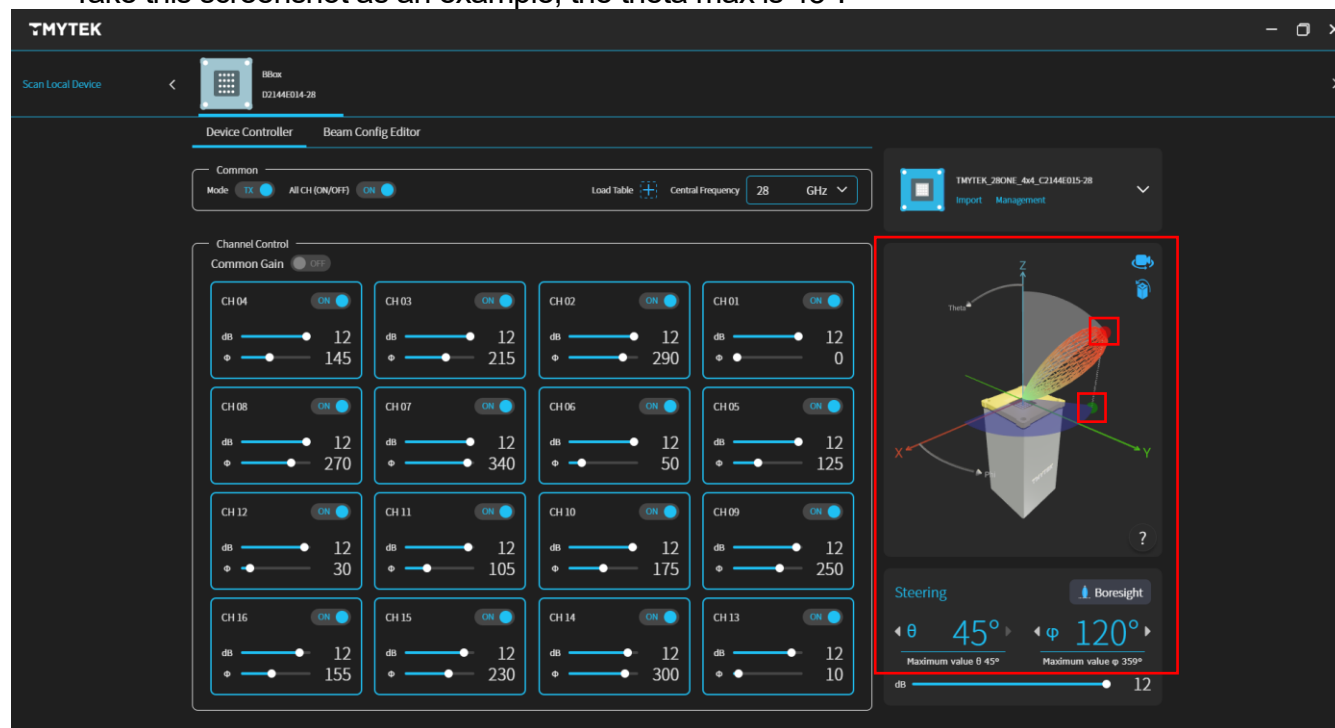 Take this screenshot as an example, the theta max is 45°.
TMYTEK
Scan Local Device
BBox
D2144E014-28
Device Controller Beam Config Editor
Common
Mode TX All CH (ON/OFF) ON Load Table Central Frequency 28 GHz
TMYTEK_28ONE_4x4_C2144E015-28
Import Management
Channel Control
Common Gain OFF
CH 04 ON CH 03 ON CH 02 ON CH 01 ON
dB 12 dB 12 dB 12 dB 12
Φ 145 Φ 215 Φ 290 Φ 0
CH 08 ON CH 07 ON CH 06 ON CH 05 ON
dB 12 dB 12 dB 12 dB 12
Φ 270 Φ 340 Φ 50 Φ 125
CH 12 ON CH 11 ON CH 10 ON CH 09 ON
dB 12 dB 12 dB 12 dB 12
Φ 30 Φ 105 Φ 175 Φ 250
CH 16 ON CH 15 ON CH 14 ON CH 13 ON
dB 12 dB 12 dB 12 dB 12
Φ 155 Φ 230 Φ 300 Φ 10
Z
Theta
X
Y
TMYTEK
?
Steering Boresight
θ 45° φ 120°
Maximum value θ 45° Maximum value φ 359°
dB 12